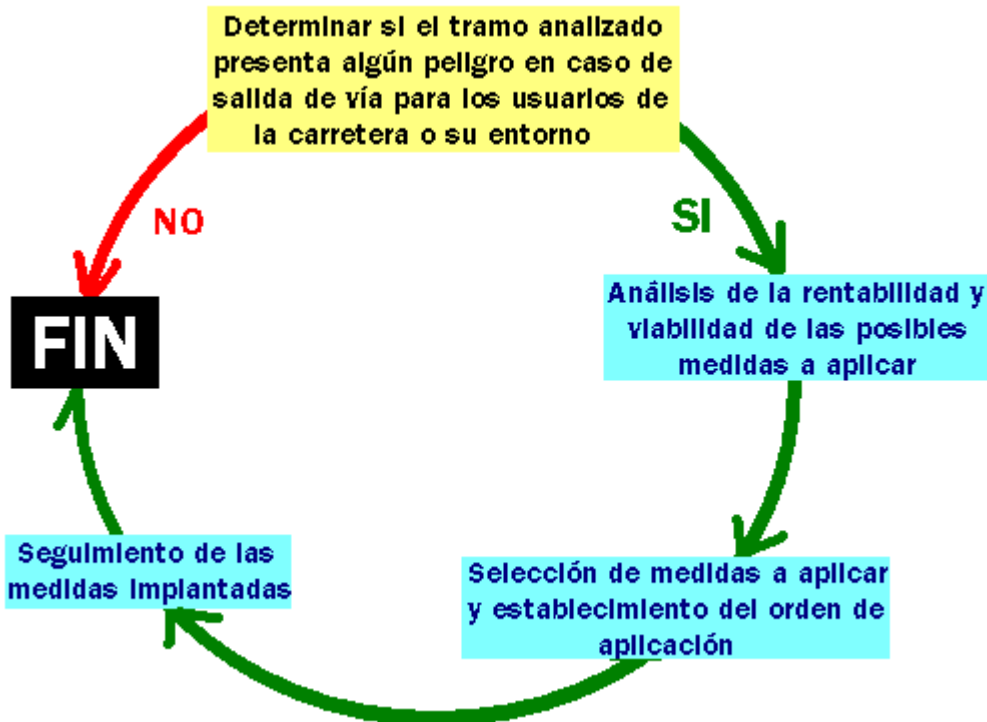 Determinar si el tramo analizado
presenta algún peligro en caso de
salida de vía para los usuarios de
la carretera o su entorno
NO
SI
Análisis de la rentabilidad y
viabilidad de las posibles
medidas a aplicar
FIN
Seguimiento de las
medidas implantadas
Selección de medidas a aplicar
y establecimiento del orden de
aplicación